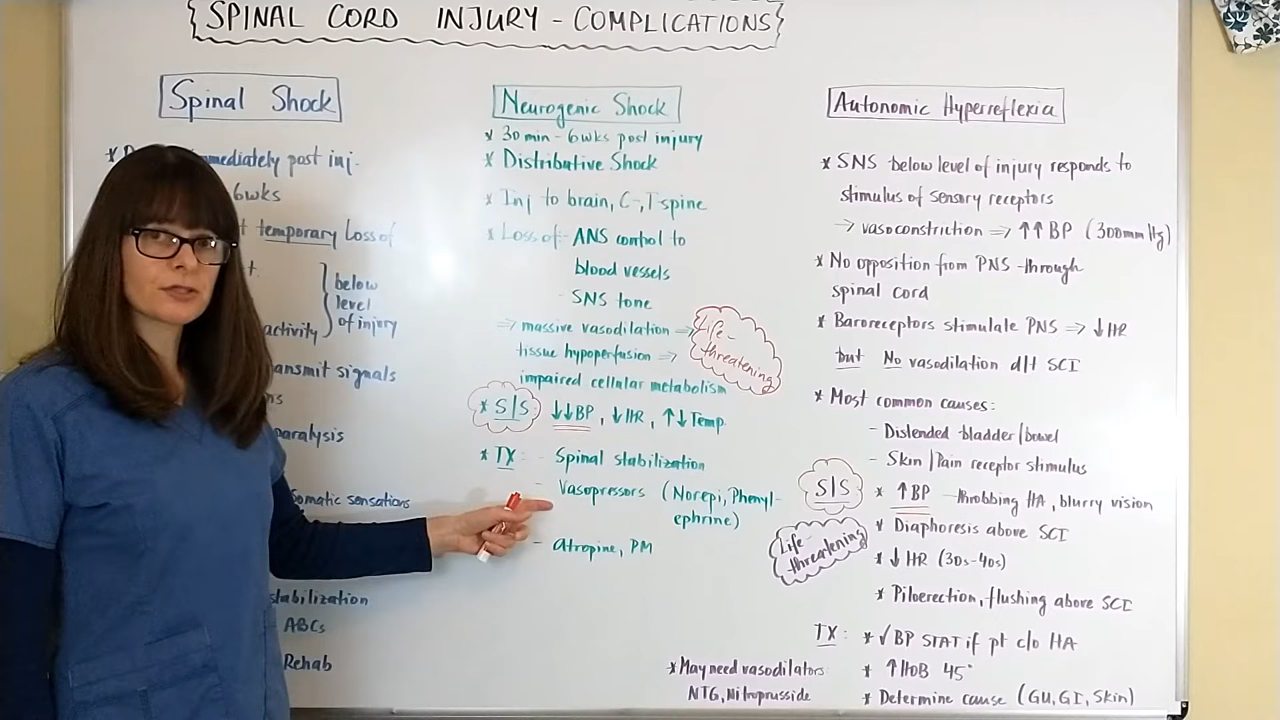 SPINAL CORD INJURY - COMPLICATIONS
Spinal Shock
immediately post inj.
6wks
temporary Loss of
below
level
of injury
activity
transmit signals
paralysis
Somatic sensations
stabilization
ABCs
Rehab
Neurogenic Shock
* 30 min - 6wks post injury
* Distributive Shock
* Inj to brain, C-, T-spine
* Loss of - ANS control to
blood vessels
- SNS tone
⇒ massive vasodilation ⇒
tissue hypoperfusion ⇒
impaired cellular metabolism
Life-
threatening
* S/S: ↓↓BP, ↓HR, ↑↓Temp
* TX: - Spinal stabilization
- Vasopressors (Norepi, Phenyl-
ephrine)
- Atropine, PM
Autonomic Hyperreflexia
* SNS below level of injury responds to
stimulus of sensory receptors
→ vasoconstriction ⇒ ↑↑BP (300mmHg)
* No opposition from PNS through
spinal cord
* Baroreceptors stimulate PNS ⇒ ↓HR
but No vasodilation d/t SCI
* Most common causes:
- Distended bladder/bowel
- Skin/Pain receptor stimulus
S/S * ↑BP - throbbing HA, blurry vision
Life-
threatening
* Diaphoresis above SCI
* ↓HR (30s-40s)
* Piloerection, flushing above SCI
TX: * √BP STAT if pt c/o HA
* ↑HOB 45°
* Determine cause (GU, GI, Skin)
* May need vasodilators:
NTG, Nitroprusside